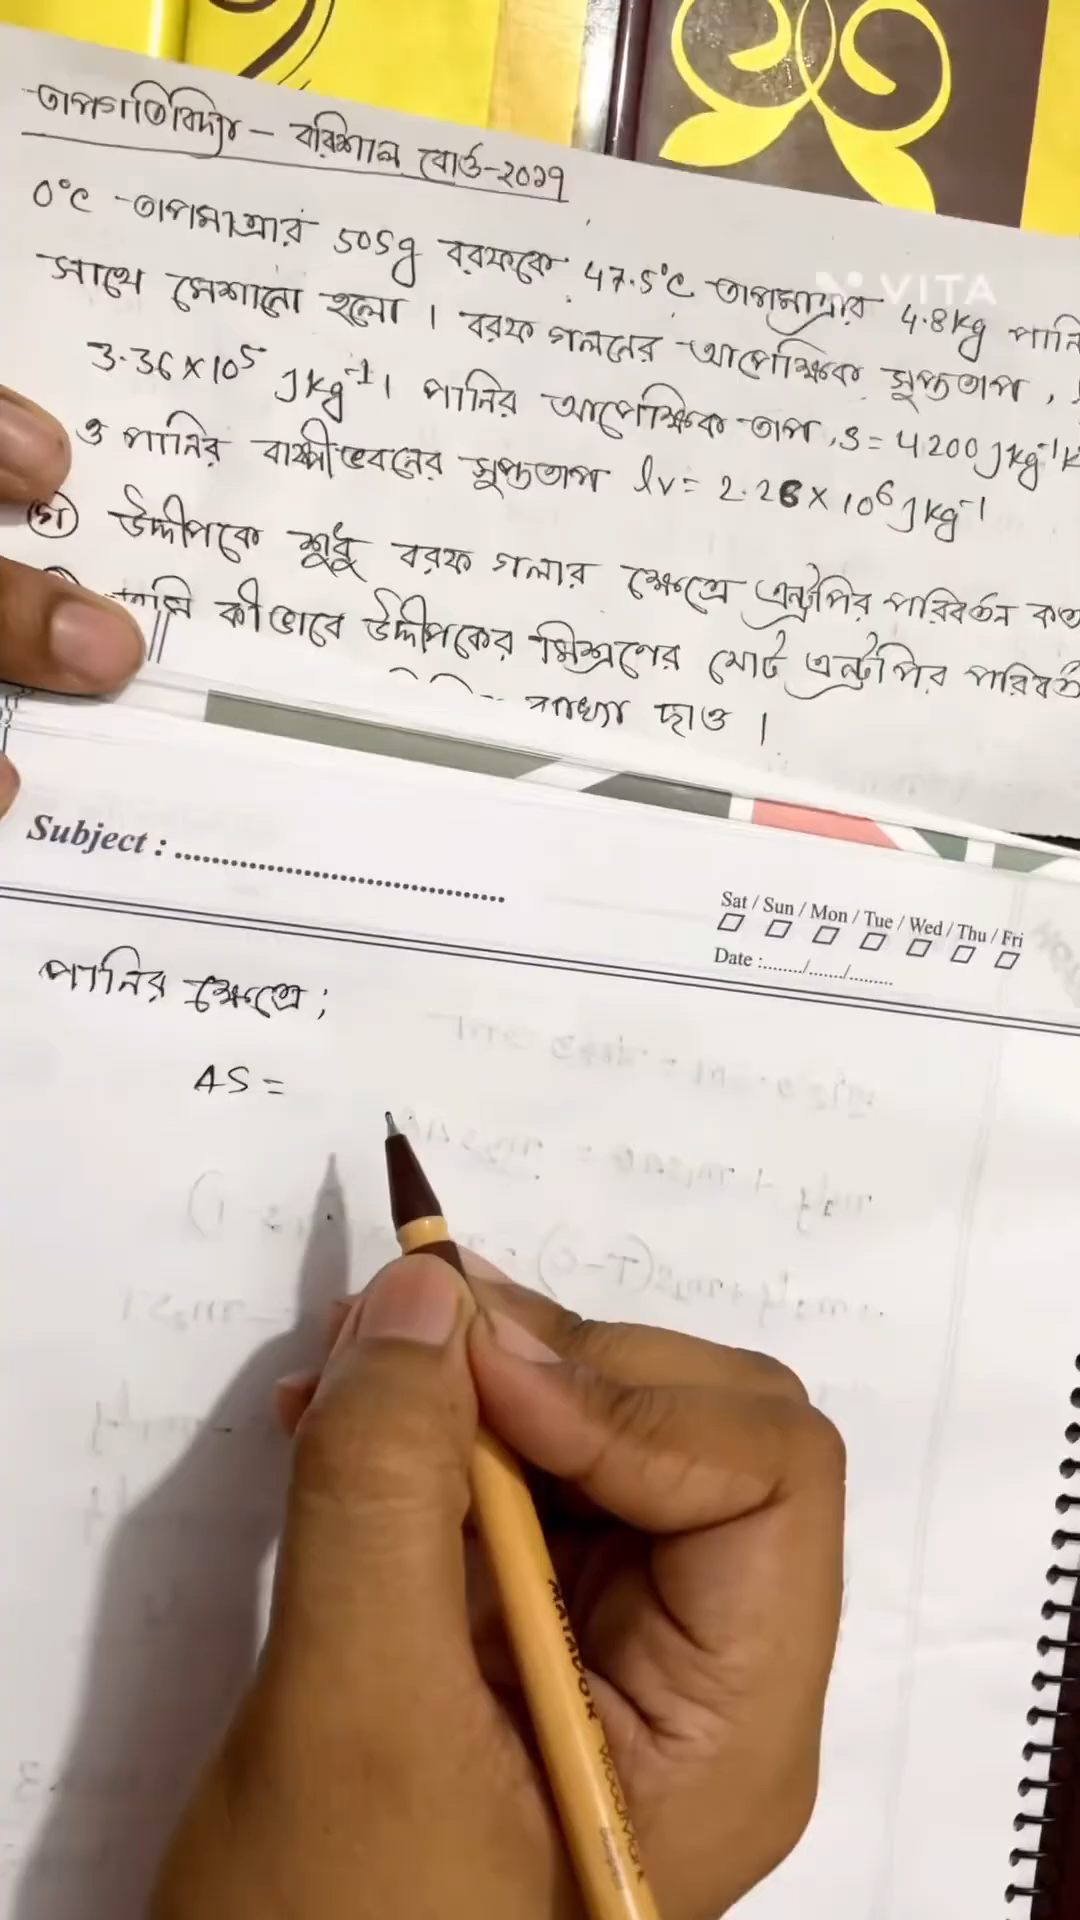 তাপগতিবিদ্যা - বরিশাল বোর্ড-২০১৭
0°C তাপমাত্রার 505g বরফকে 47.5°C তাপমাত্রার 4.8kg পানি
সাথে মেশানো হলো । বরফ গলনের আপেক্ষিক সুপ্ততাপ ,
3.36×10⁵ Jkg⁻¹। পানির আপেক্ষিক তাপ, S = 4200 Jkg⁻¹K
ও পানির বাষ্পীভবনের সুপ্ততাপ lv = 2.26 × 10⁶ Jkg⁻¹
(গ) উদ্দীপকে শুধু বরফ গলার ক্ষেত্রে এন্ট্রপির পরিবর্তন কত
কীভাবে উদ্দীপকের মিশ্রণের মোট এন্ট্রপির পরিবর্ত
ব্যাখ্যা দাও ।
VITA
Subject :
Sat / Sun / Mon / Tue / Wed / Thu / Fri
Date :......../......./.........
পানির ক্ষেত্রে;
ΔS =
MATADOR WOODMARK